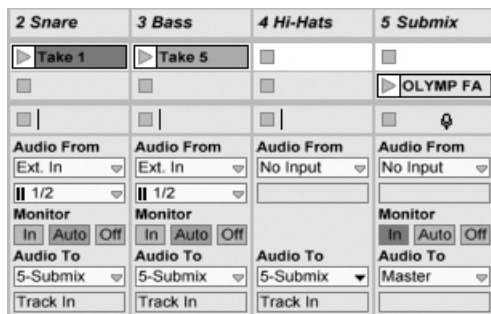 2 Snare 3 Bass 4 Hi-Hats 5 Submix
Take 1 Take 5
OLYMP FA
Audio From Audio From Audio From Audio From
Ext. In Ext. In No Input No Input
1/2 1/2
Monitor Monitor Monitor
In Auto Off In Auto Off In Auto Off
Audio To Audio To Audio To Audio To
5-Submix 5-Submix 5-Submix Master
Track In Track In Track In